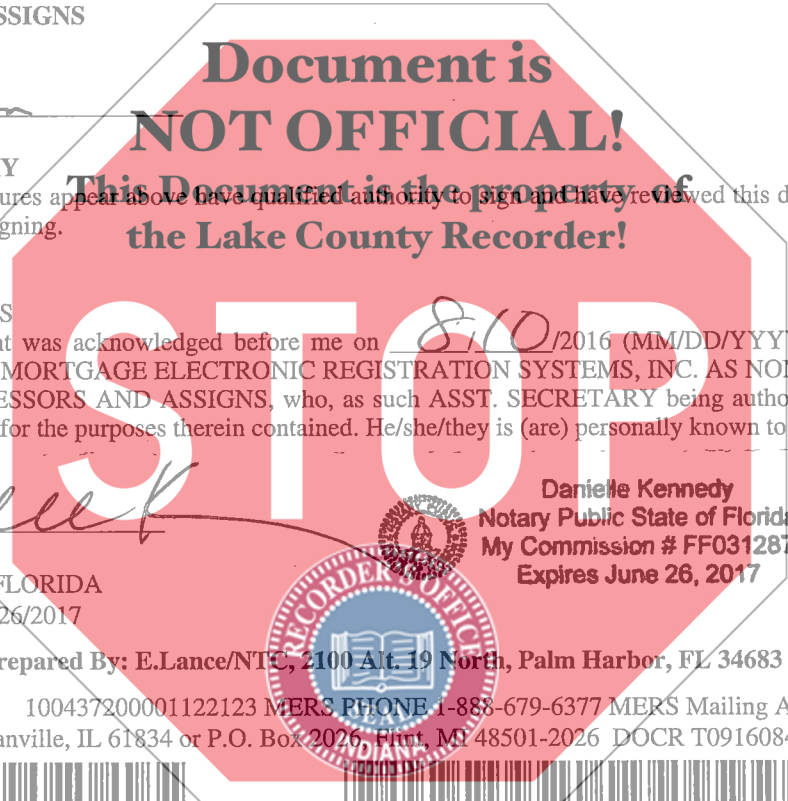 SSIGNS
Document is
NOT OFFICIAL!
Y
This Document is the property of
ures appear above have qualified authority to sign and have reviewed this d
gning.
the Lake County Recorder!
S
STOP
t was acknowledged before me on 8/10/2016 (MM/DD/YYYY
MORTGAGE ELECTRONIC REGISTRATION SYSTEMS, INC. AS NOM
ESSORS AND ASSIGNS, who, as such ASST. SECRETARY being autho
for the purposes therein contained. He/she/they is (are) personally known to
Danielle Kennedy
Notary Public State of Florida
My Commission # FF031287
Expires June 26, 2017
FLORIDA
26/2017
RECORDER'S OFFICE
SEAL
INDIANA
repared By: E.Lance/NTC, 2100 Alt. 19 North, Palm Harbor, FL 34683
100437200001122123 MERS PHONE 1-888-679-6377 MERS Mailing A
anville, IL 61834 or P.O. Box 2026, Flint, MI 48501-2026 DOCR T0916084